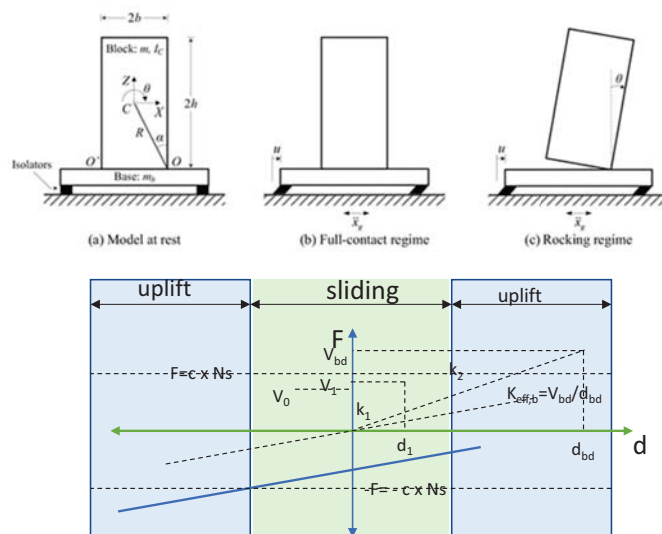 2b
Block: m, I_C
Z
θ
C
X
R
α
2h
O'
O
Isolators
Base: m_b
(a) Model at rest
u
ẍ_g
(b) Full-contact regime
θ
u
ẍ_g
(c) Rocking regime
uplift
sliding
uplift
F
V_bd
F=c x Ns
k_2
V_1
V_0
K_eff,b=V_bd/d_bd
k_1
d_1
d_bd
d
-F= - c x Ns